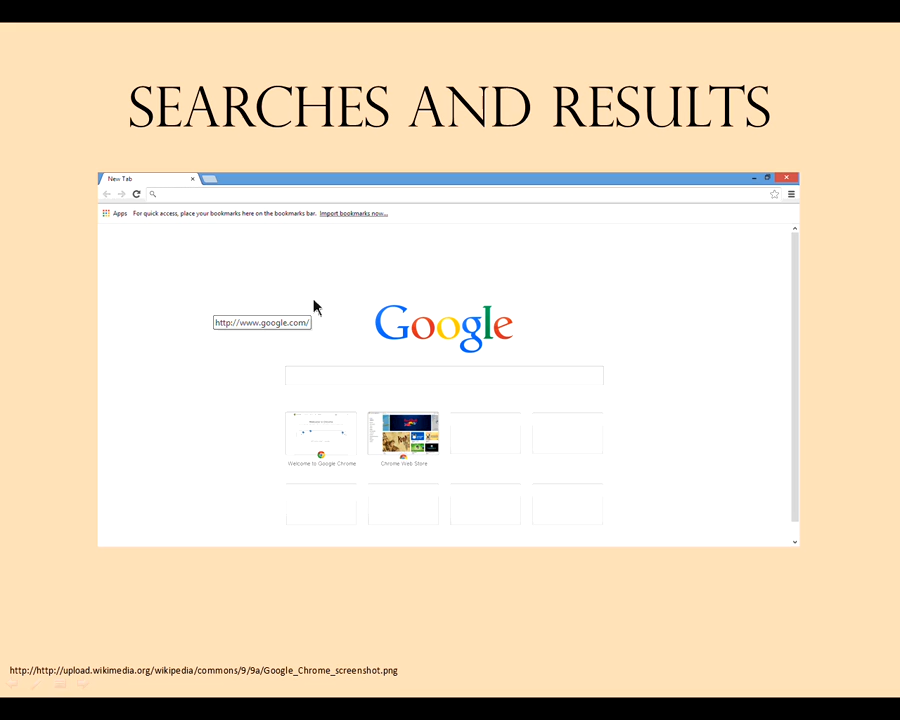 SEARCHES AND RESULTS
New Tab
Apps For quick access, place your bookmarks here on the bookmarks bar. Import bookmarks now...
http://www.google.com/
Google
Welcome to Google Chrome
Chrome Web Store
http://http://upload.wikimedia.org/wikipedia/commons/9/9a/Google_Chrome_screenshot.png